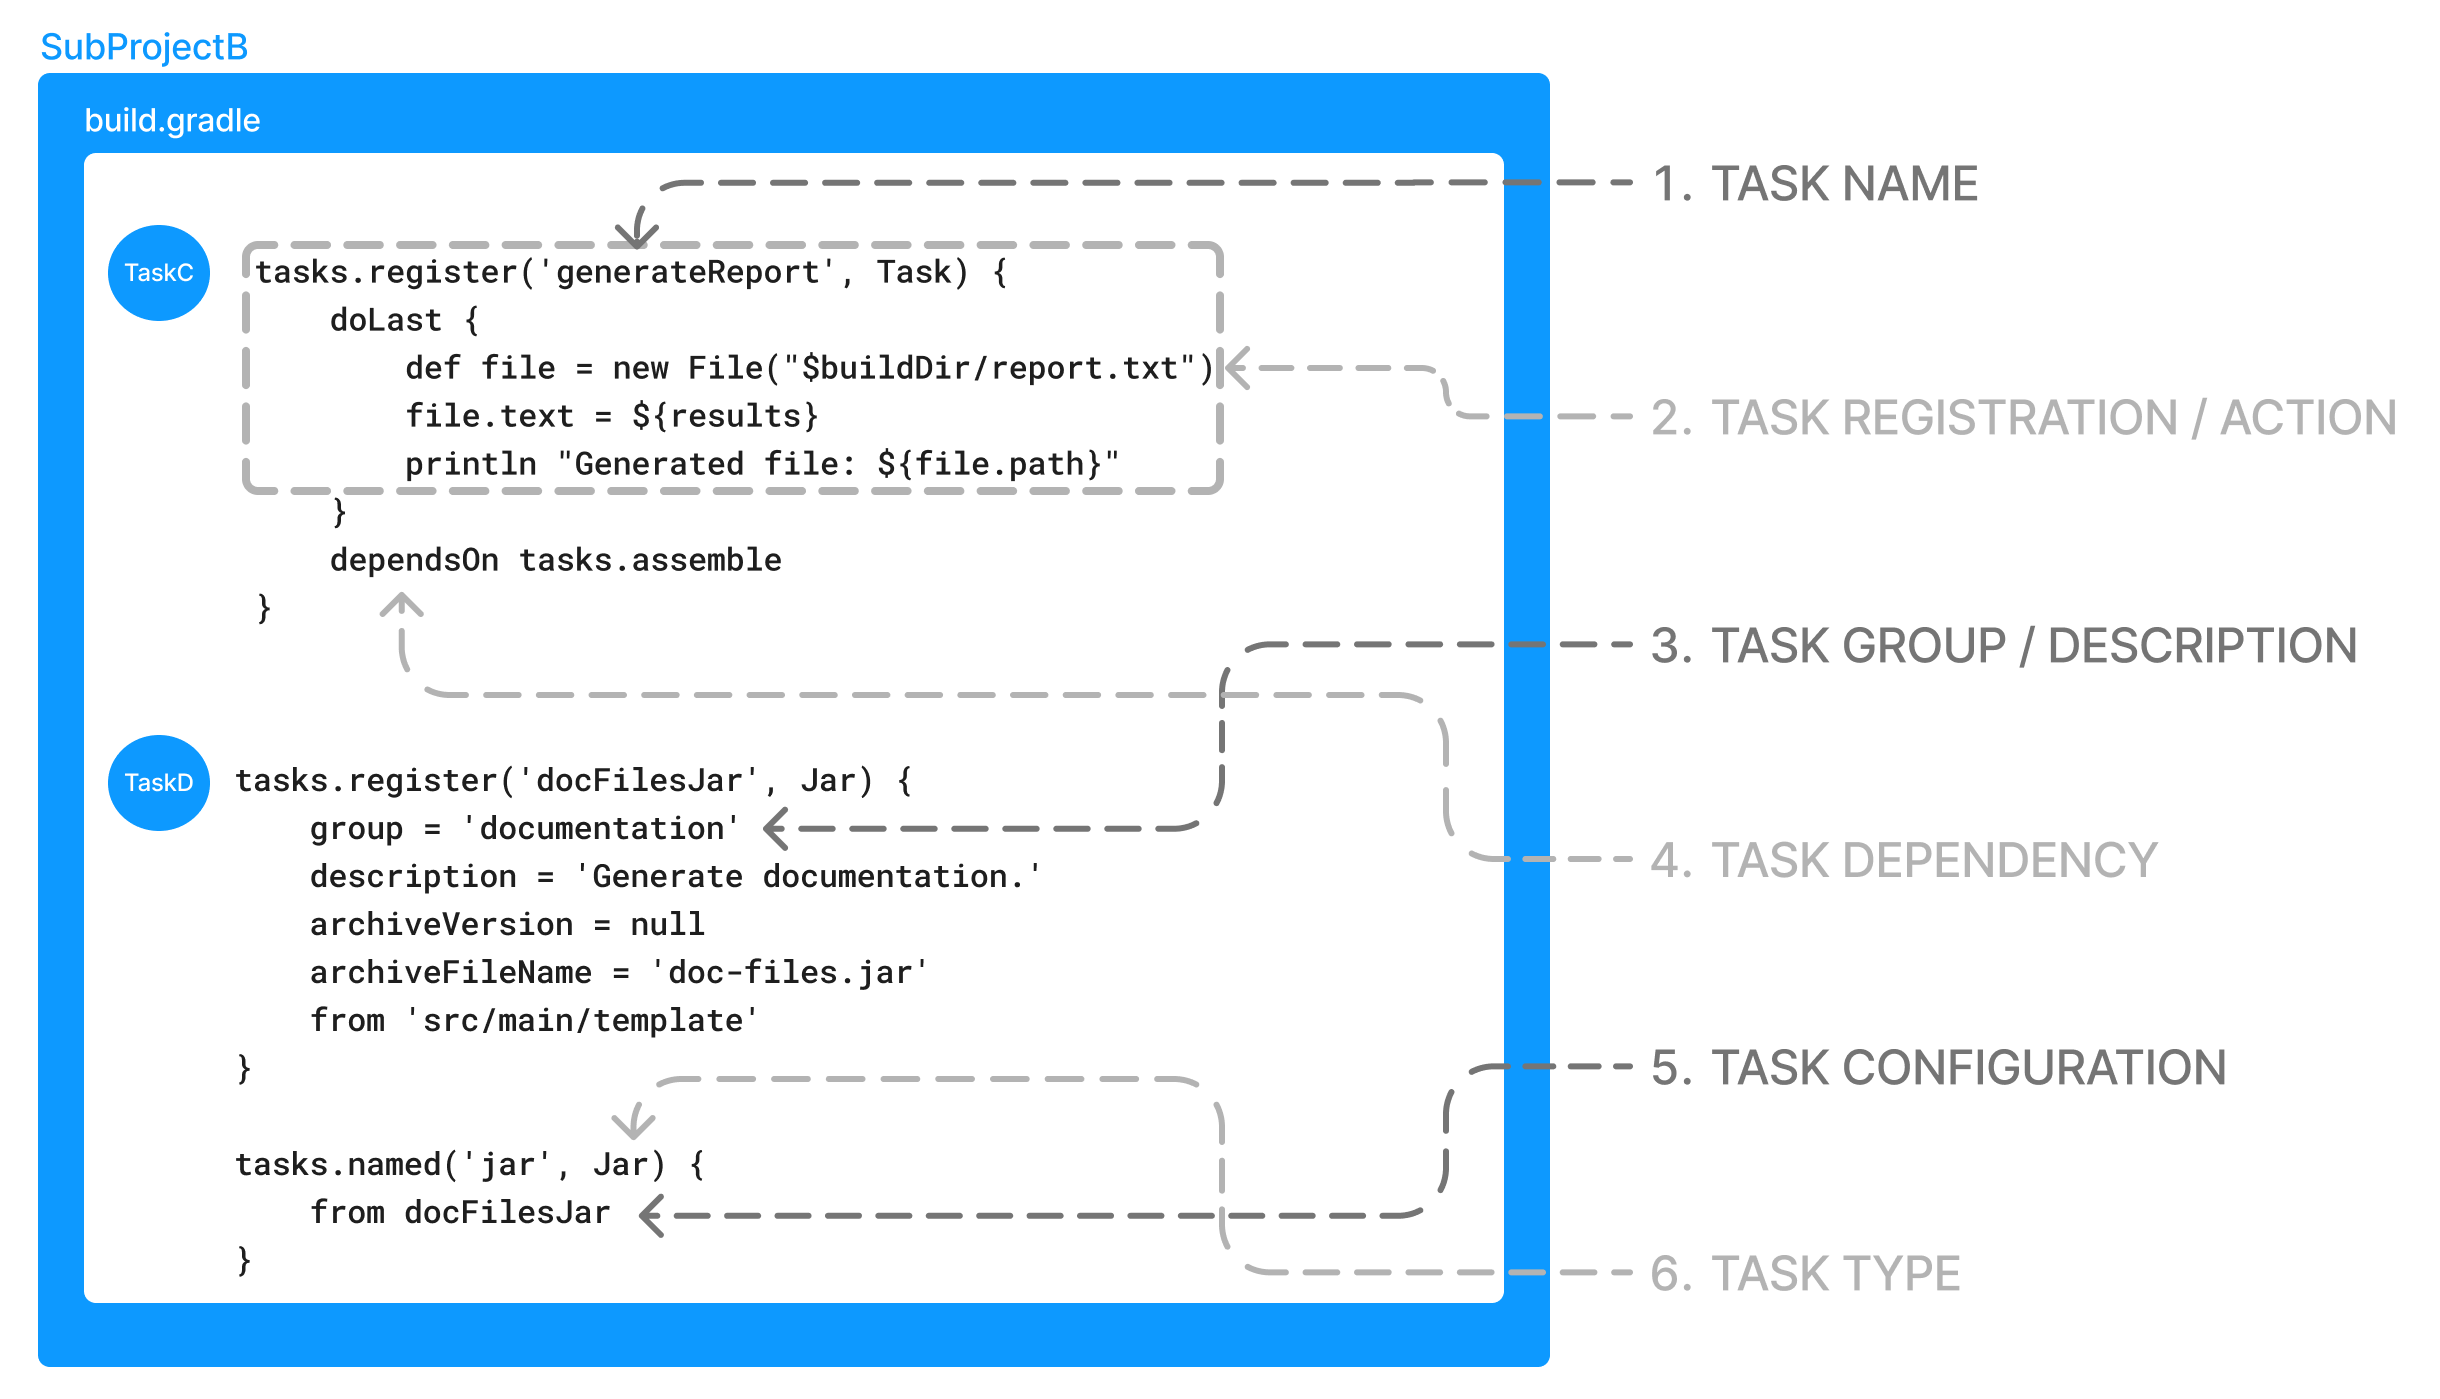 SubProjectB
build.gradle
1. TASK NAME
TaskC
tasks.register('generateReport', Task) {
doLast {
def file = new File("$buildDir/report.txt")
file.text = ${results}
println "Generated file: ${file.path}"
}
dependsOn tasks.assemble
}
2. TASK REGISTRATION / ACTION
3. TASK GROUP / DESCRIPTION
TaskD
tasks.register('docFilesJar', Jar) {
group = 'documentation'
description = 'Generate documentation.'
archiveVersion = null
archiveFileName = 'doc-files.jar'
from 'src/main/template'
}
4. TASK DEPENDENCY
5. TASK CONFIGURATION
tasks.named('jar', Jar) {
from docFilesJar
}
6. TASK TYPE